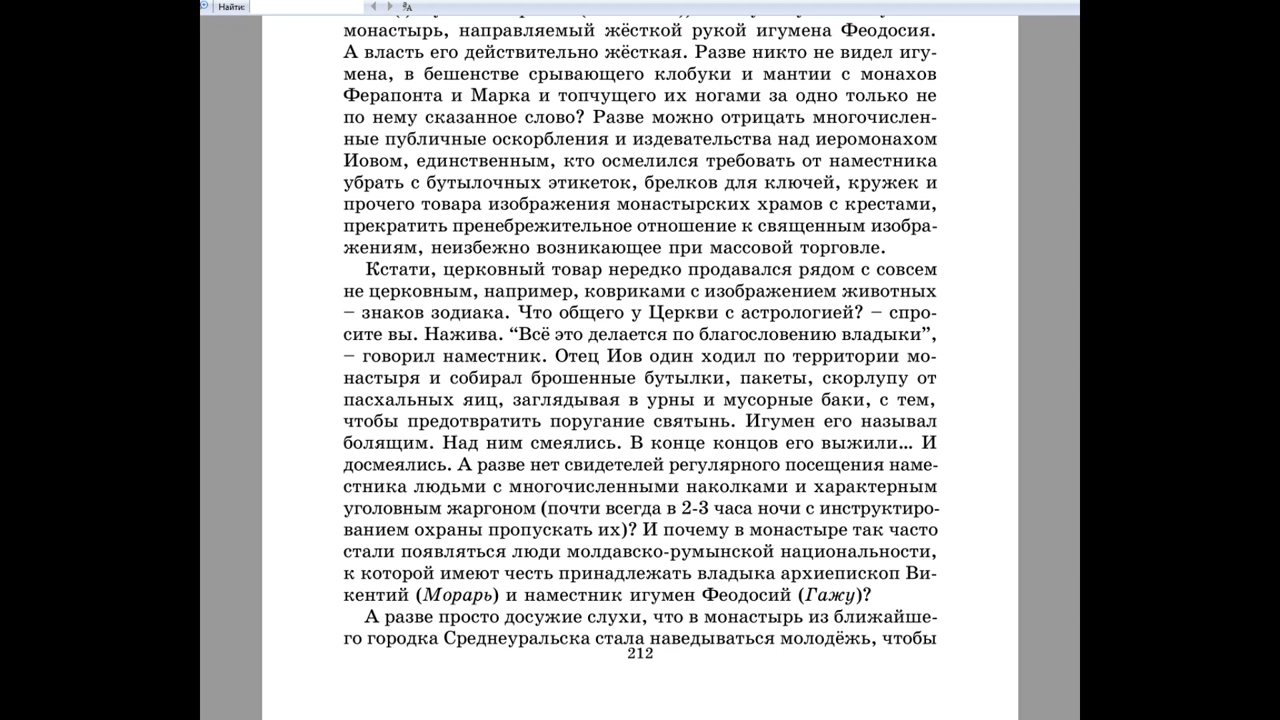 Найти:
монастырь, направляемый жёсткой рукой игумена Феодосия.
А власть его действительно жёсткая. Разве никто не видел игу-
мена, в бешенстве срывающего клобуки и мантии с монахов
Ферапонта и Марка и топчущего их ногами за одно только не
по нему сказанное слово? Разве можно отрицать многочислен-
ные публичные оскорбления и издевательства над иеромонахом
Иовом, единственным, кто осмелился требовать от наместника
убрать с бутылочных этикеток, брелков для ключей, кружек и
прочего товара изображения монастырских храмов с крестами,
прекратить пренебрежительное отношение к священным изобра-
жениям, неизбежно возникающее при массовой торговле.
Кстати, церковный товар нередко продавался рядом с совсем
не церковным, например, ковриками с изображением животных
– знаков зодиака. Что общего у Церкви с астрологией? – спро-
сите вы. Нажива. “Всё это делается по благословению владыки”,
– говорил наместник. Отец Иов один ходил по территории мо-
настыря и собирал брошенные бутылки, пакеты, скорлупу от
пасхальных яиц, заглядывая в урны и мусорные баки, с тем,
чтобы предотвратить поругание святынь. Игумен его называл
болящим. Над ним смеялись. В конце концов его выжили... И
досмеялись. А разве нет свидетелей регулярного посещения наме-
стника людьми с многочисленными наколками и характерным
уголовным жаргоном (почти всегда в 2-3 часа ночи с инструктиро-
ванием охраны пропускать их)? И почему в монастыре так часто
стали появляться люди молдавско-румынской национальности,
к которой имеют честь принадлежать владыка архиепископ Ви-
кентий (Морарь) и наместник игумен Феодосий (Гажу)?
А разве просто досужие слухи, что в монастырь из ближайше-
го городка Среднеуральска стала наведываться молодёжь, чтобы
212